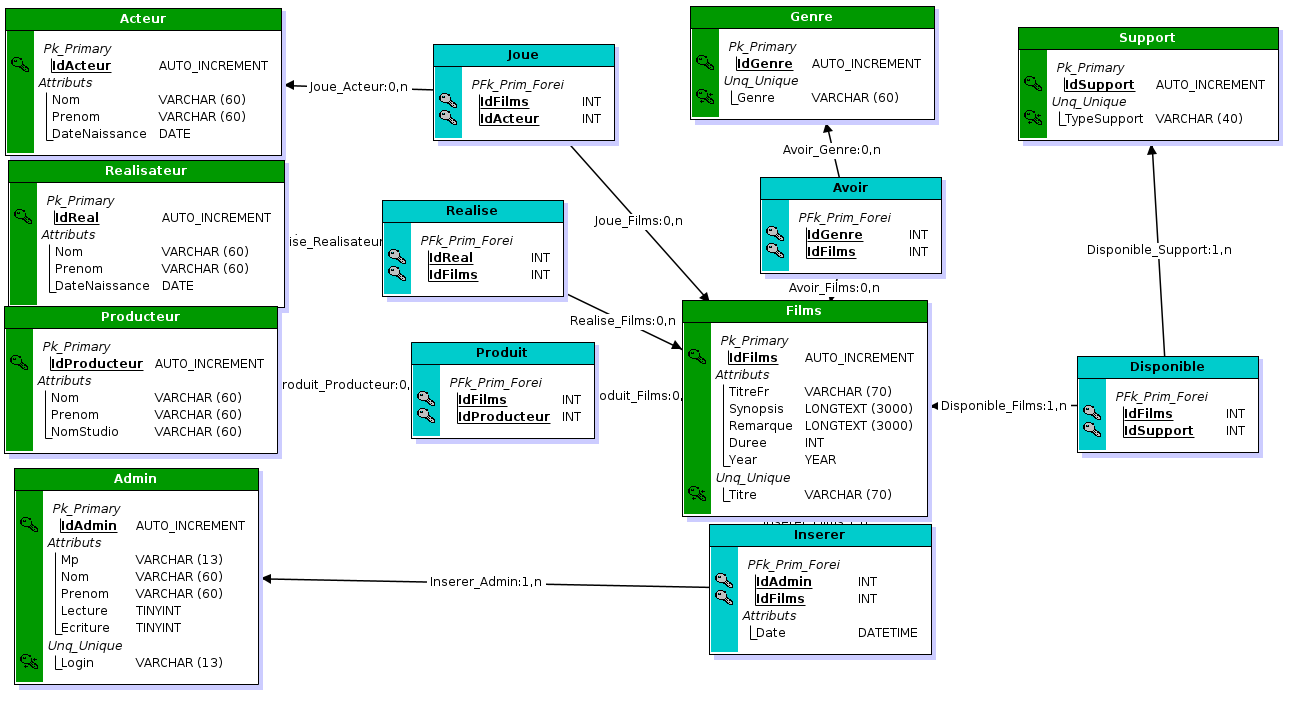 Acteur
Pk_Primary
IdActeur AUTO_INCREMENT
Attributs
Nom VARCHAR (60)
Prenom VARCHAR (60)
DateNaissance DATE
Joue_Acteur:0,n
Joue
PFk_Prim_Forei
IdFilms INT
IdActeur INT
Genre
Pk_Primary
IdGenre AUTO_INCREMENT
Unq_Unique
Genre VARCHAR (60)
Support
Pk_Primary
IdSupport AUTO_INCREMENT
Unq_Unique
TypeSupport VARCHAR (40)
Avoir_Genre:0,n
Realisateur
Pk_Primary
IdReal AUTO_INCREMENT
Attributs
Nom VARCHAR (60)
Prenom VARCHAR (60)
DateNaissance DATE
ise_Realisateur
Realise
PFk_Prim_Forei
IdReal INT
IdFilms INT
Joue_Films:0,n
Avoir
PFk_Prim_Forei
IdGenre INT
IdFilms INT
Disponible_Support:1,n
Avoir_Films:0,n
Realise_Films:0,n
Producteur
Pk_Primary
IdProducteur AUTO_INCREMENT
Attributs
Nom VARCHAR (60)
Prenom VARCHAR (60)
NomStudio VARCHAR (60)
roduit_Producteur:0,
Produit
PFk_Prim_Forei
IdFilms INT
IdProducteur INT
oduit_Films:0,
Films
Pk_Primary
IdFilms AUTO_INCREMENT
Attributs
TitreFr VARCHAR (70)
Synopsis LONGTEXT (3000)
Remarque LONGTEXT (3000)
Duree INT
Year YEAR
Unq_Unique
Titre VARCHAR (70)
Disponible_Films:1,n
Disponible
PFk_Prim_Forei
IdFilms INT
IdSupport INT
Admin
Pk_Primary
IdAdmin AUTO_INCREMENT
Attributs
Mp VARCHAR (13)
Nom VARCHAR (60)
Prenom VARCHAR (60)
Lecture TINYINT
Ecriture TINYINT
Unq_Unique
Login VARCHAR (13)
Inserer_Admin:1,n
Inserer_Films:1,n
Inserer
PFk_Prim_Forei
IdAdmin INT
IdFilms INT
Attributs
Date DATETIME